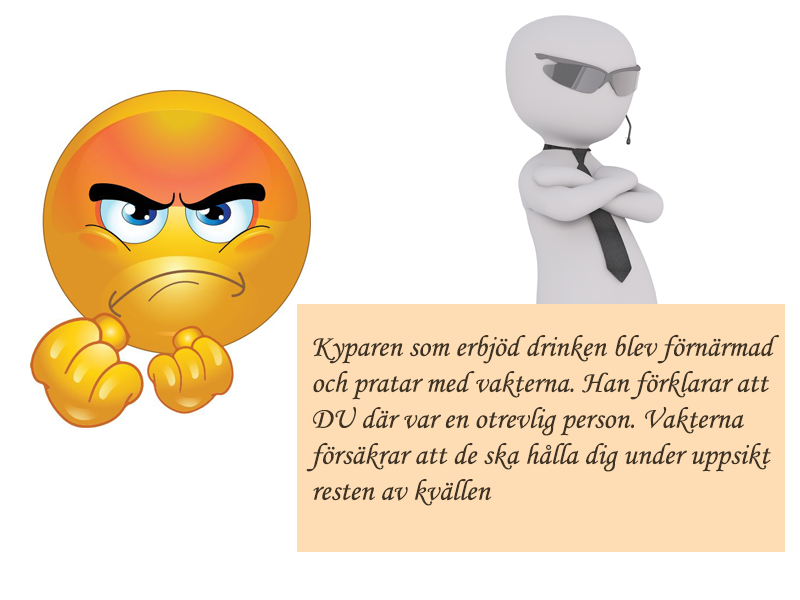 Kyparen som erbjöd drinken blev förnärmad
och pratar med vakterna. Han förklarar att
DU där var en otrevlig person. Vakterna
försäkrar att de ska hålla dig under uppsikt
resten av kvällen